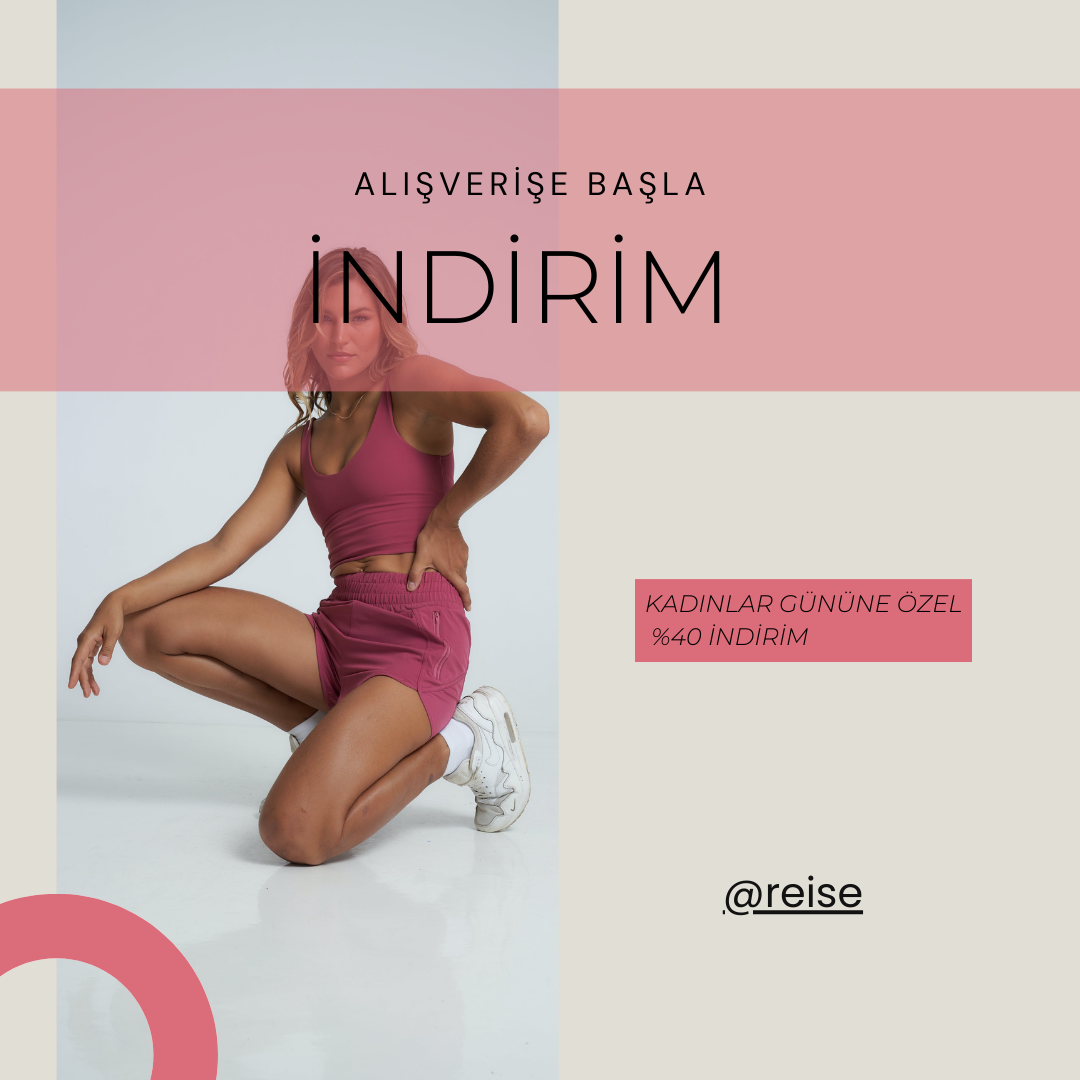 ALIŞVERİŞE BAŞLA
İNDİRİM
KADINLAR GÜNÜNE ÖZEL
%40 İNDİRİM
@reise